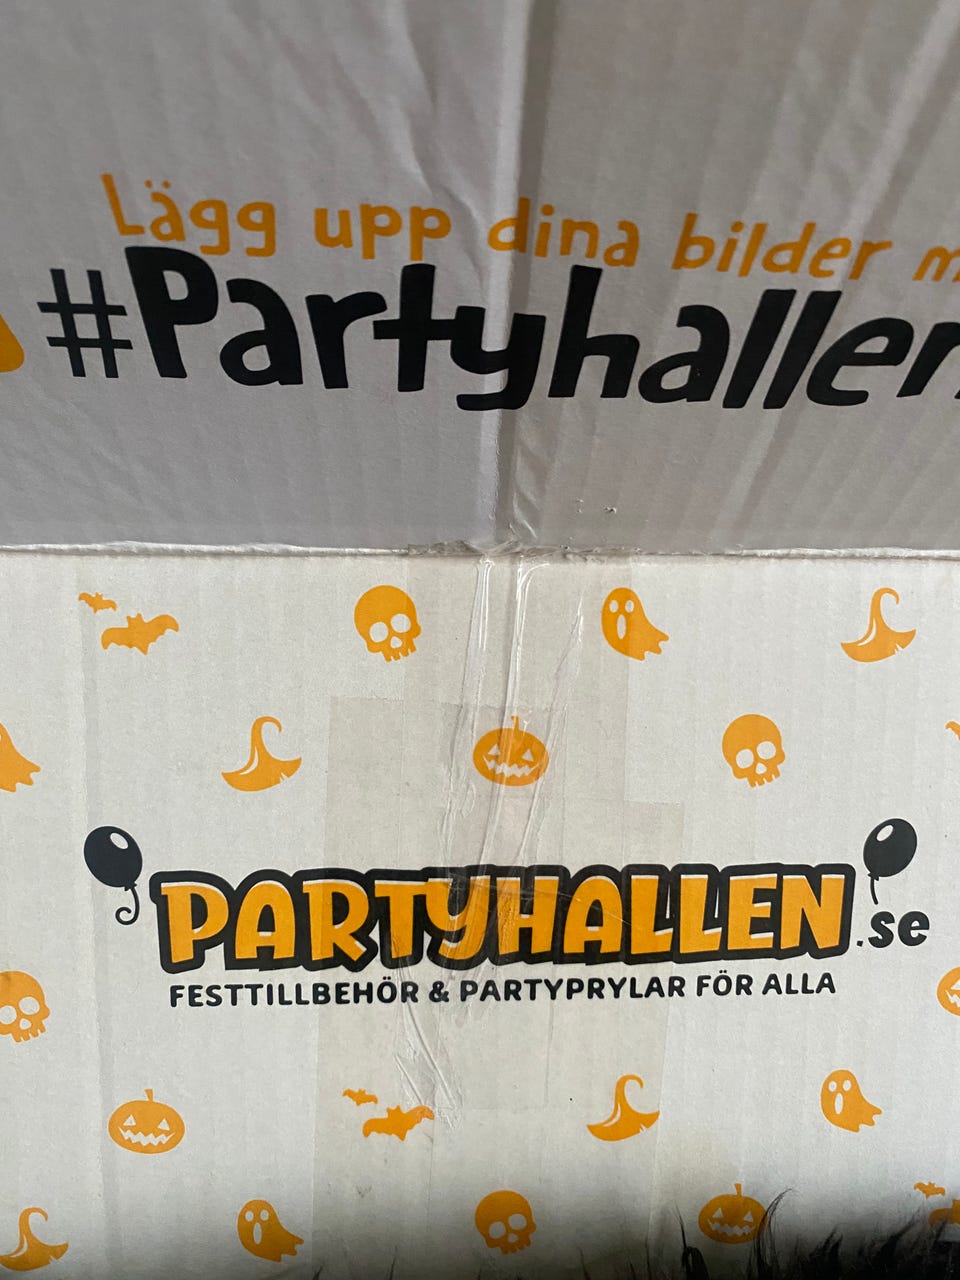 Lägg upp dina bilder
#Partyhallen
PARTYHALLEN.se
FESTTILLBEHÖR & PARTYPRYLAR FÖR ALLA